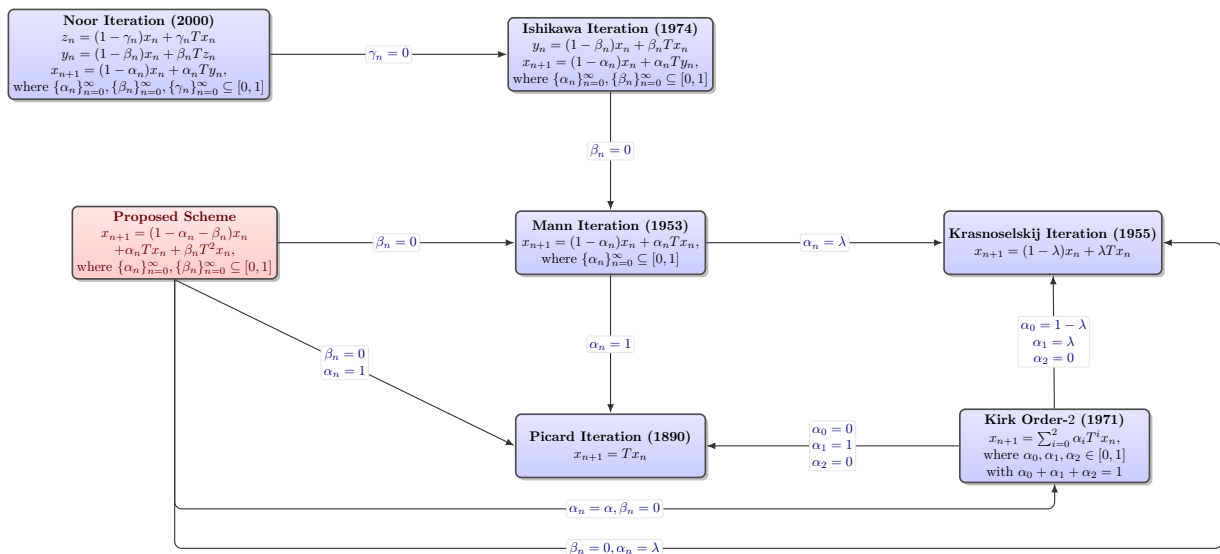 Noor Iteration (2000)
z_n = (1 − γ_n)x_n + γ_nTx_n
y_n = (1 − β_n)x_n + β_nTz_n
x_{n+1} = (1 − α_n)x_n + α_nTy_n,
where {α_n}_{n=0}^∞, {β_n}_{n=0}^∞, {γ_n}_{n=0}^∞ ⊆ [0, 1]
γ_n = 0
Ishikawa Iteration (1974)
y_n = (1 − β_n)x_n + β_nTx_n
x_{n+1} = (1 − α_n)x_n + α_nTy_n,
where {α_n}_{n=0}^∞, {β_n}_{n=0}^∞ ⊆ [0, 1]
β_n = 0
Proposed Scheme
x_{n+1} = (1 − α_n − β_n)x_n
+α_nTx_n + β_nT²x_n,
where {α_n}_{n=0}^∞, {β_n}_{n=0}^∞ ⊆ [0, 1]
β_n = 0
Mann Iteration (1953)
x_{n+1} = (1 − α_n)x_n + α_nTx_n,
where {α_n}_{n=0}^∞ ⊆ [0, 1]
α_n = λ
Krasnoselskij Iteration (1955)
x_{n+1} = (1 − λ)x_n + λTx_n
β_n = 0
α_n = 1
α_n = 1
α_0 = 1 − λ
α_1 = λ
α_2 = 0
Picard Iteration (1890)
x_{n+1} = Tx_n
α_0 = 0
α_1 = 1
α_2 = 0
Kirk Order-2 (1971)
x_{n+1} = ∑_{i=0}^2 α_iT^ix_n,
where α_0, α_1, α_2 ∈ [0, 1]
with α_0 + α_1 + α_2 = 1
α_n = α, β_n = 0
β_n = 0, α_n = λ